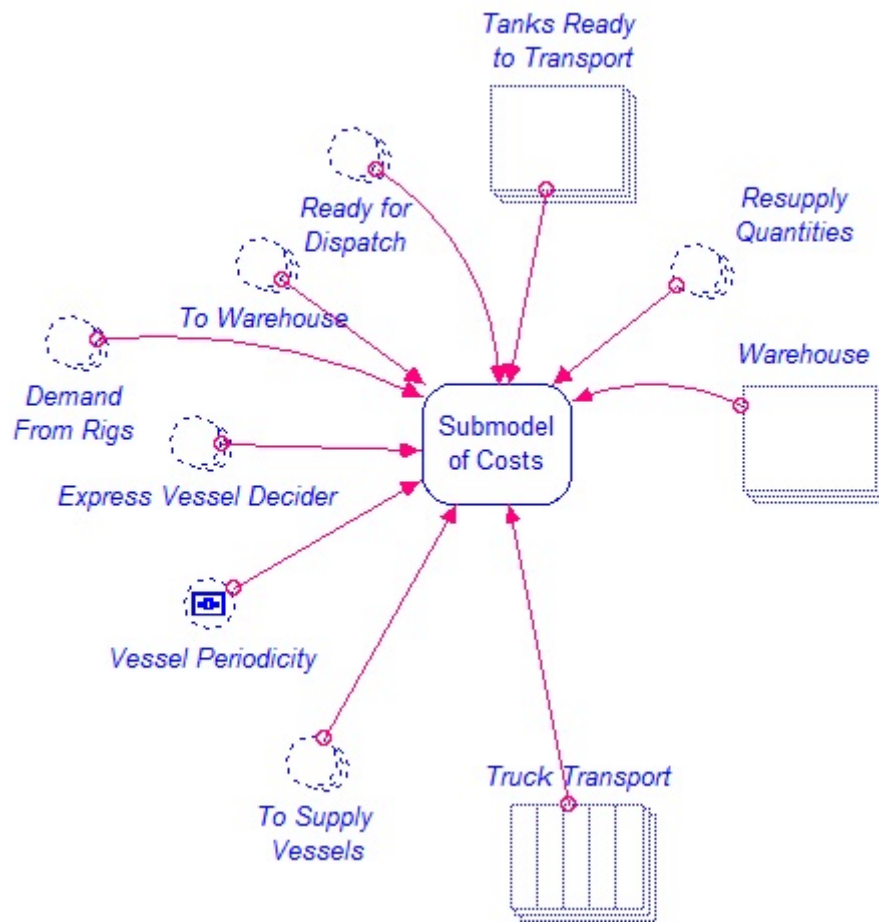 Tanks Ready
to Transport
Ready for
Dispatch
Resupply
Quantities
To Warehouse
Warehouse
Demand
From Rigs
Submodel
of Costs
Express Vessel Decider
Vessel Periodicity
To Supply
Vessels
Truck Transport